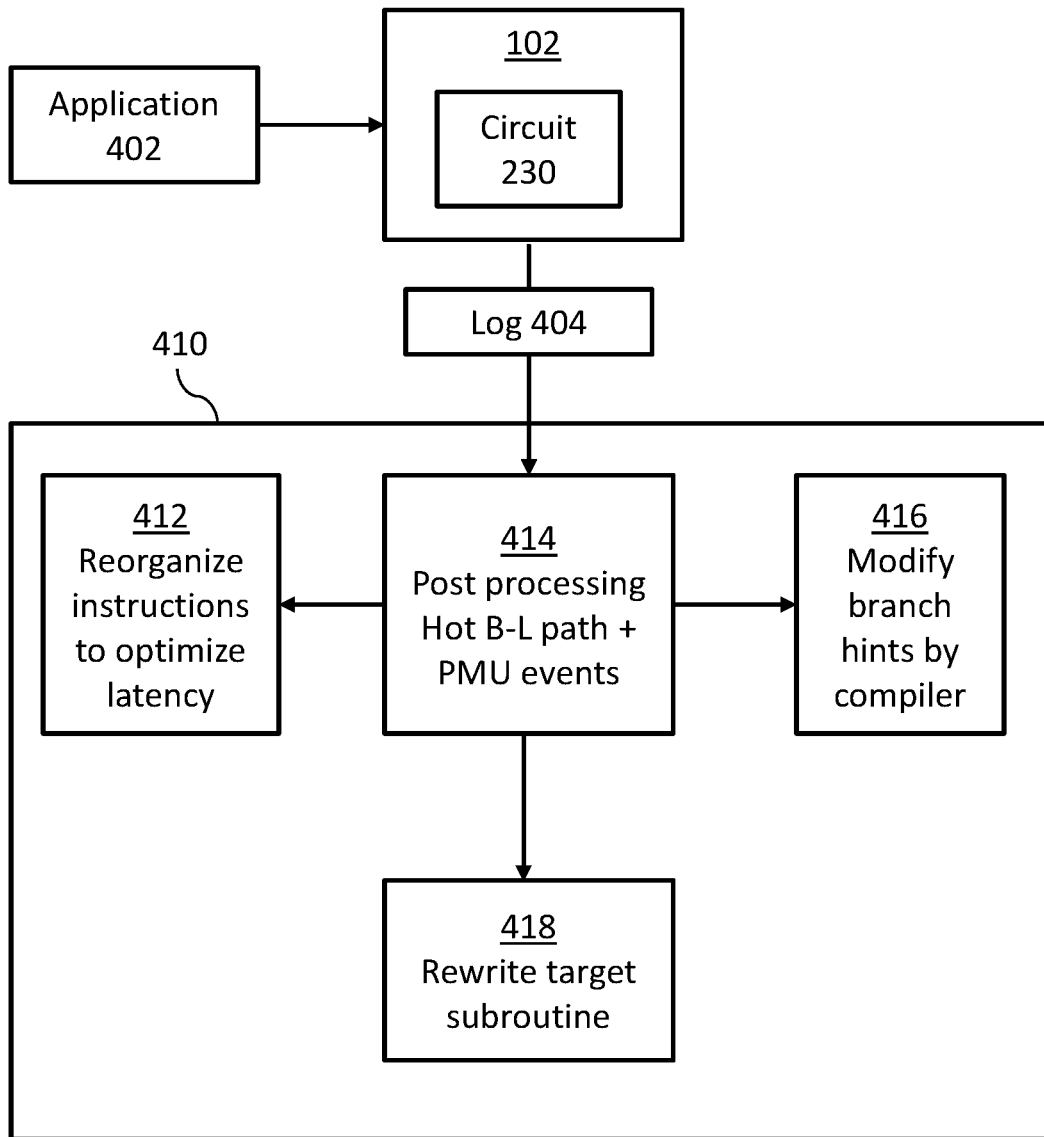 102
Application
402
Circuit
230
Log 404
410
412
Reorganize
instructions
to optimize
latency
414
Post processing
Hot B-L path +
PMU events
416
Modify
branch
hints by
compiler
418
Rewrite target
subroutine